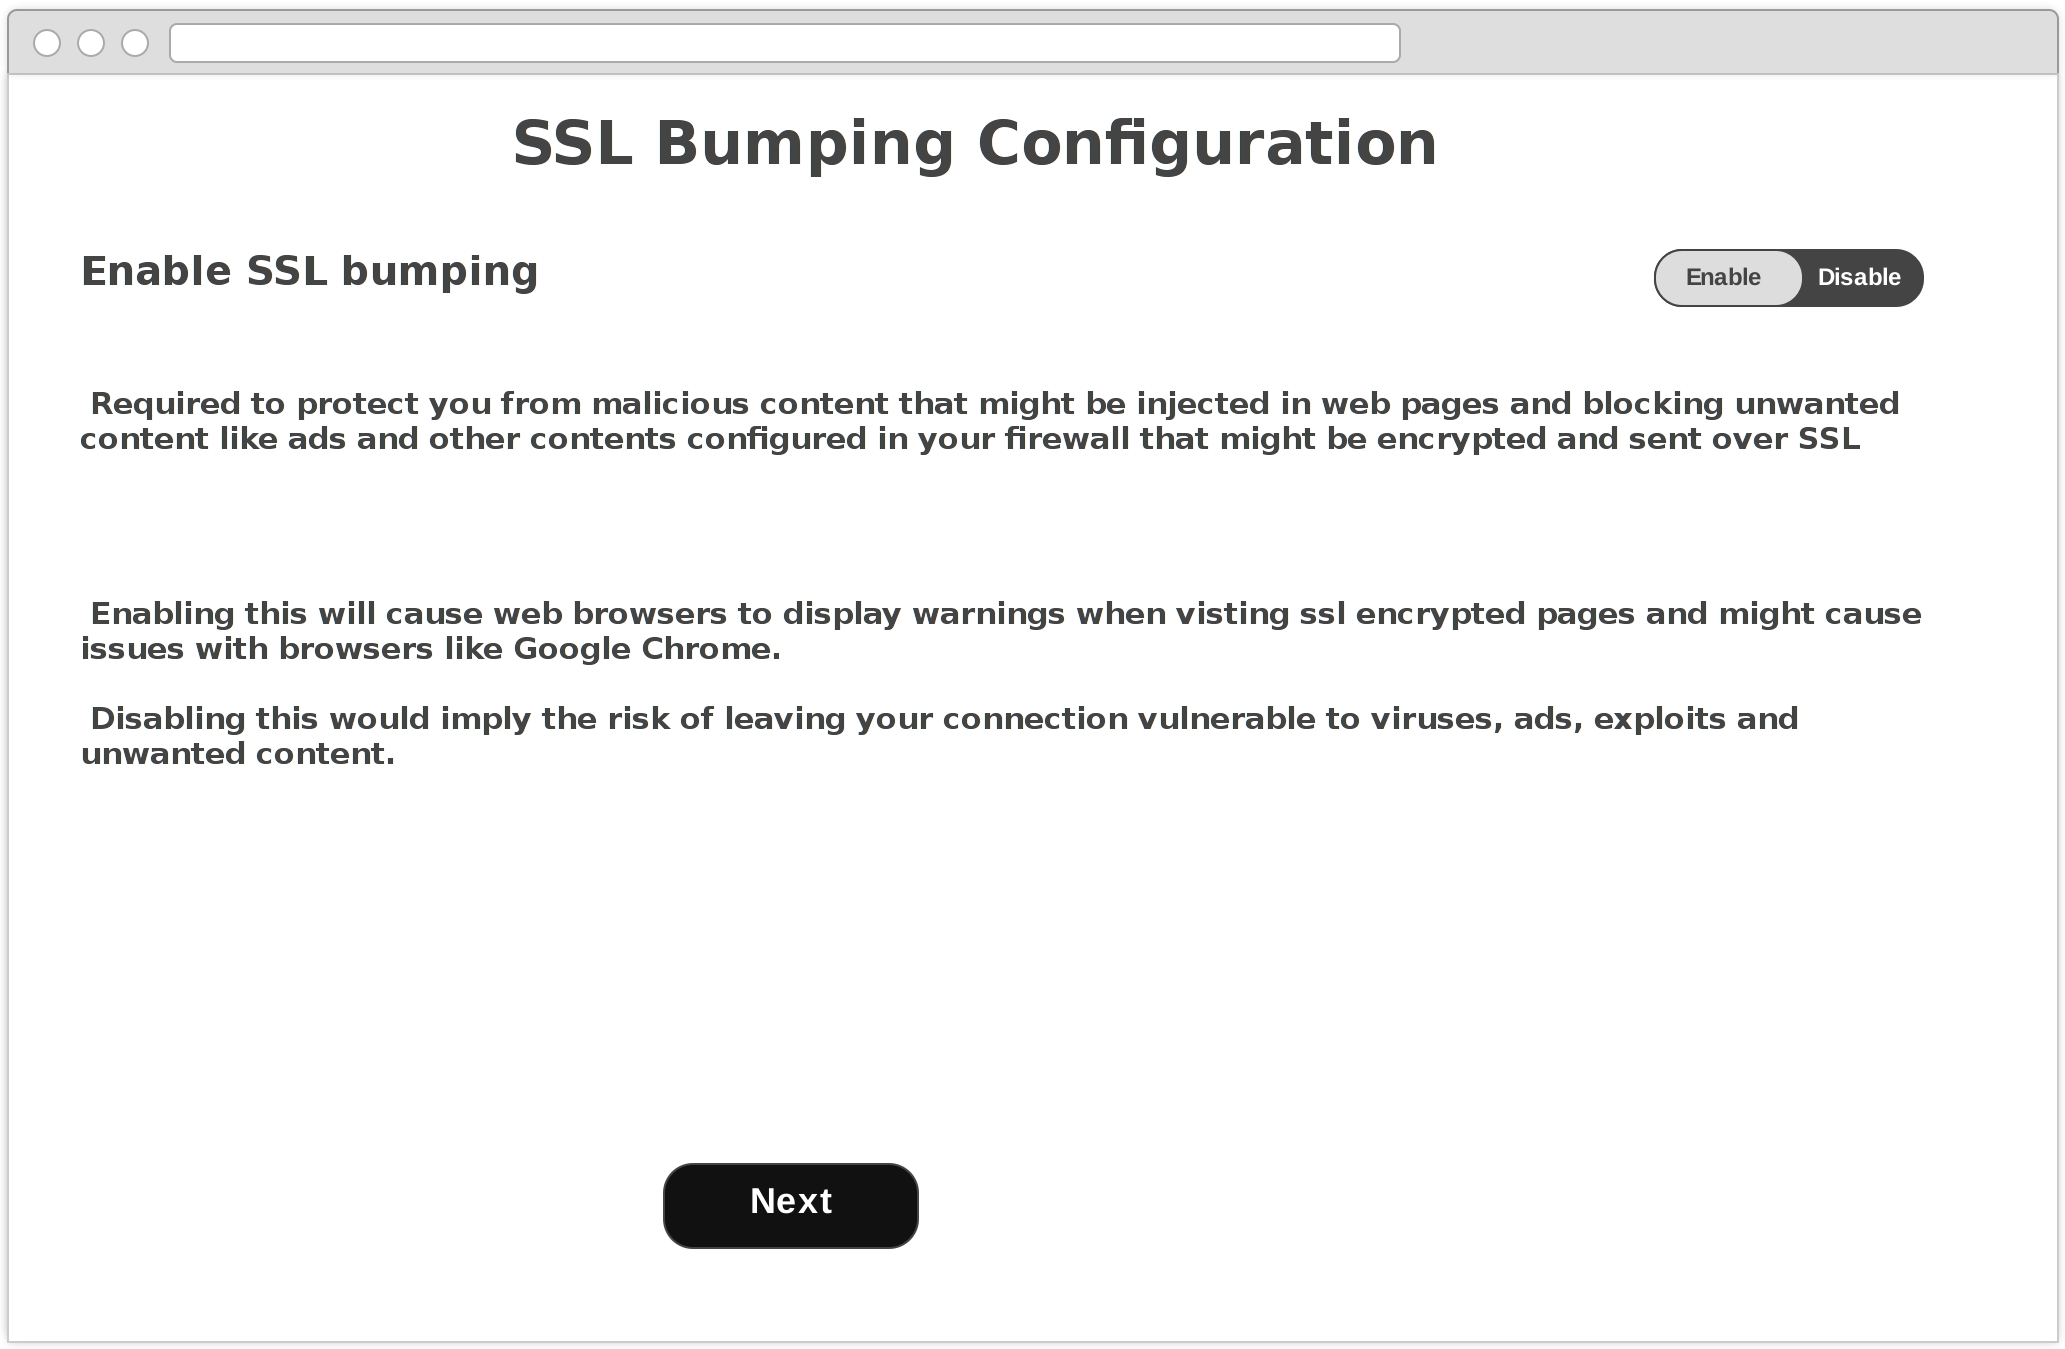 SSL Bumping Configuration
Enable SSL bumping
Enable Disable
Required to protect you from malicious content that might be injected in web pages and blocking unwanted
content like ads and other contents configured in your firewall that might be encrypted and sent over SSL
Enabling this will cause web browsers to display warnings when visting ssl encrypted pages and might cause
issues with browsers like Google Chrome.
Disabling this would imply the risk of leaving your connection vulnerable to viruses, ads, exploits and
unwanted content.
Next